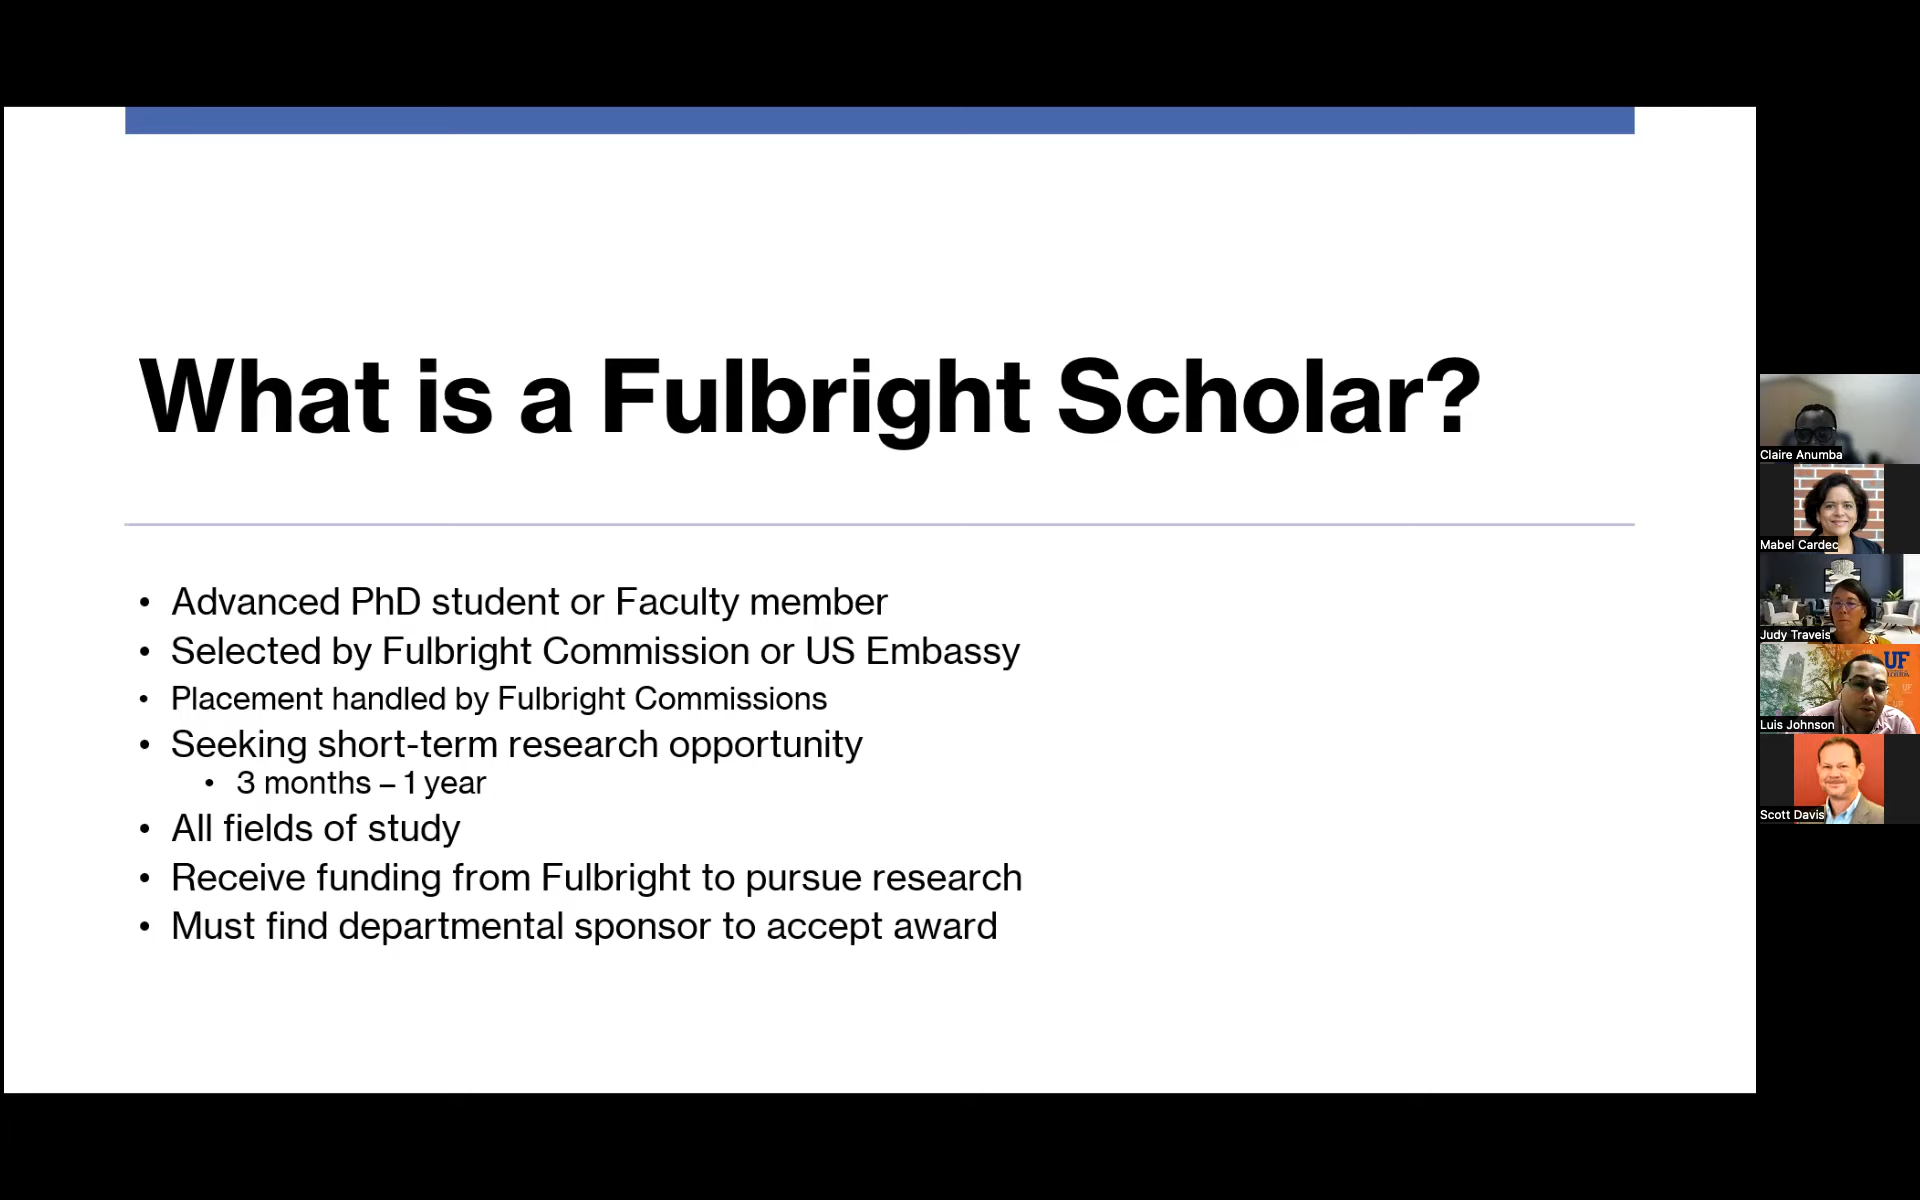 What is a Fulbright Scholar?
• Advanced PhD student or Faculty member
• Selected by Fulbright Commission or US Embassy
• Placement handled by Fulbright Commissions
• Seeking short-term research opportunity
• 3 months – 1 year
• All fields of study
• Receive funding from Fulbright to pursue research
• Must find departmental sponsor to accept award
Claire Anumba
Mabel Cardec
Judy Traveis
UF
Luis Johnson
Scott Davis